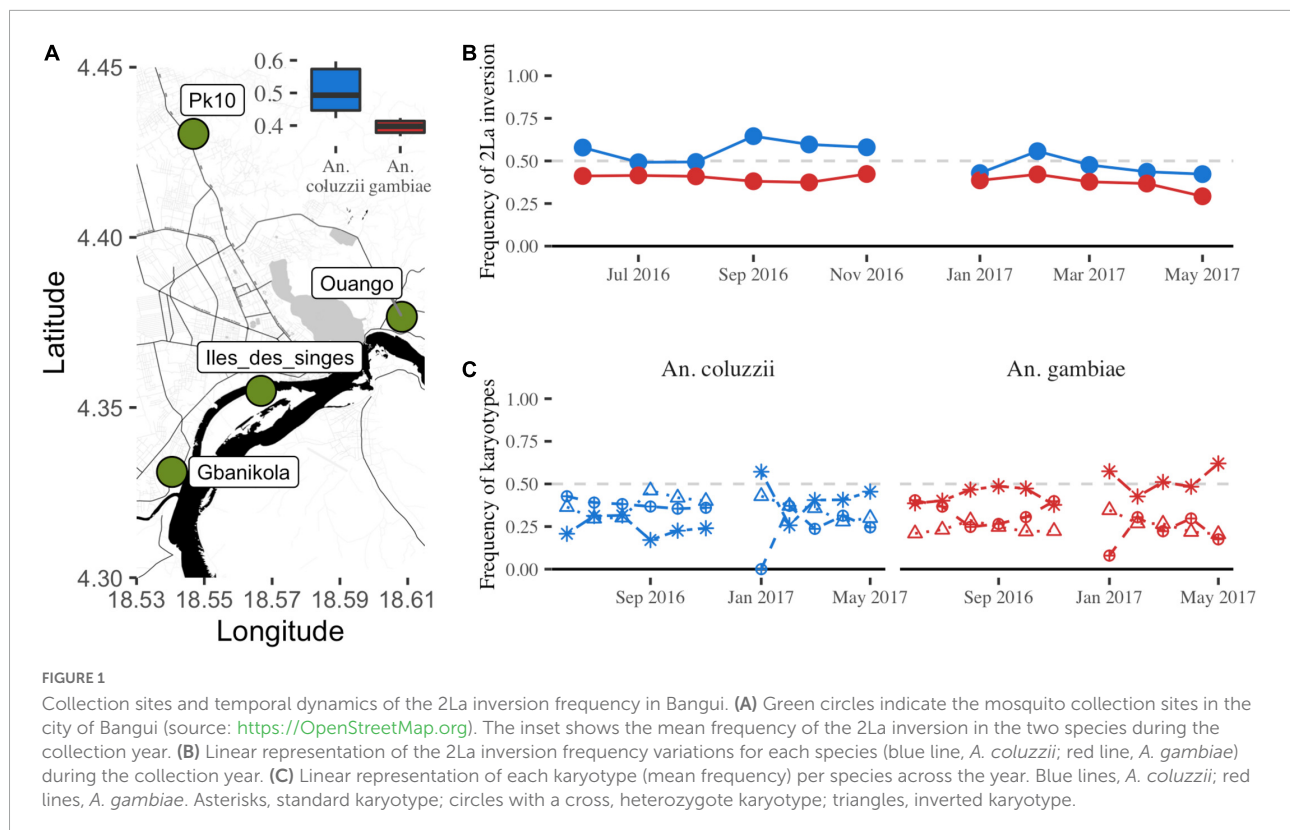 A
4.45
4.40
4.35
4.30
Latitude
18.53 18.55 18.57 18.59 18.61
Longitude
Pk10
Ouango
Iles_des_singes
Gbanikola
0.6
0.5
0.4
An.
coluzzii
An.
gambiae
B
Frequency of 2La inversion
1.00
0.75
0.50
0.25
0.00
Jul 2016 Sep 2016 Nov 2016 Jan 2017 Mar 2017 May 2017
C
An. coluzzii An. gambiae
Frequency of karyotypes
1.00
0.75
0.50
0.25
0.00
Sep 2016 Jan 2017 May 2017 Sep 2016 Jan 2017 May 2017
FIGURE 1
Collection sites and temporal dynamics of the 2La inversion frequency in Bangui. (A) Green circles indicate the mosquito collection sites in the
city of Bangui (source: https://OpenStreetMap.org). The inset shows the mean frequency of the 2La inversion in the two species during the
collection year. (B) Linear representation of the 2La inversion frequency variations for each species (blue line, A. coluzzii; red line, A. gambiae)
during the collection year. (C) Linear representation of each karyotype (mean frequency) per species across the year. Blue lines, A. coluzzii; red
lines, A. gambiae. Asterisks, standard karyotype; circles with a cross, heterozygote karyotype; triangles, inverted karyotype.